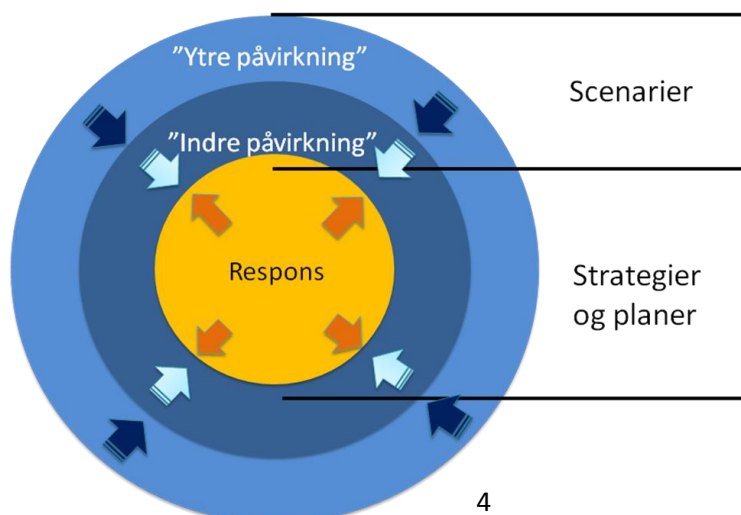 ”Ytre påvirkning”
Scenarier
”Indre påvirkning”
Respons
Strategier
og planer
4